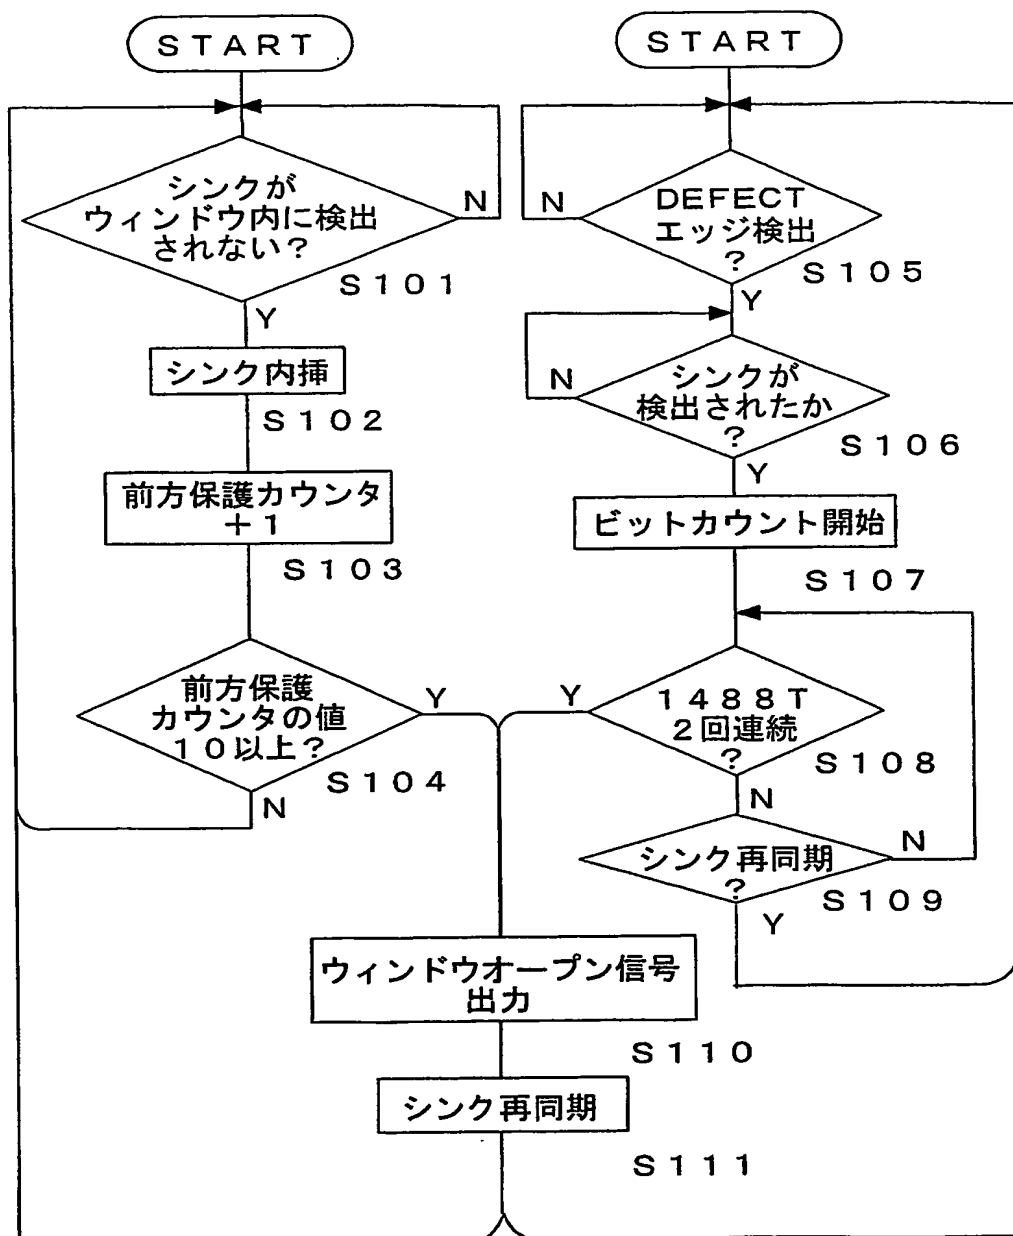 START
シンクが
ウィンドウ内に検出
されない？
N
S101
Y
シンク内挿
S102
前方保護カウンタ
＋1
S103
前方保護
カウンタの値
10以上？
Y
S104
N
START
DEFECT
エッジ検出
？
N
S105
Y
シンクが
検出されたか
？
N
S106
Y
ビットカウント開始
S107
1488T
2回連続
？
Y
S108
N
シンク再同期
？
N
S109
Y
ウィンドウオープン信号
出力
S110
シンク再同期
S111